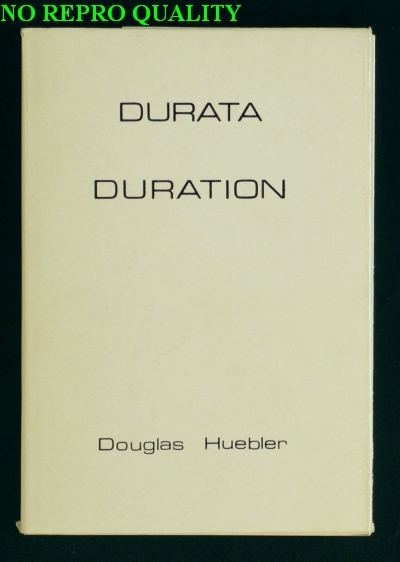 NO REPRO QUALITY
DURATA
DURATION
Douglas Huebler